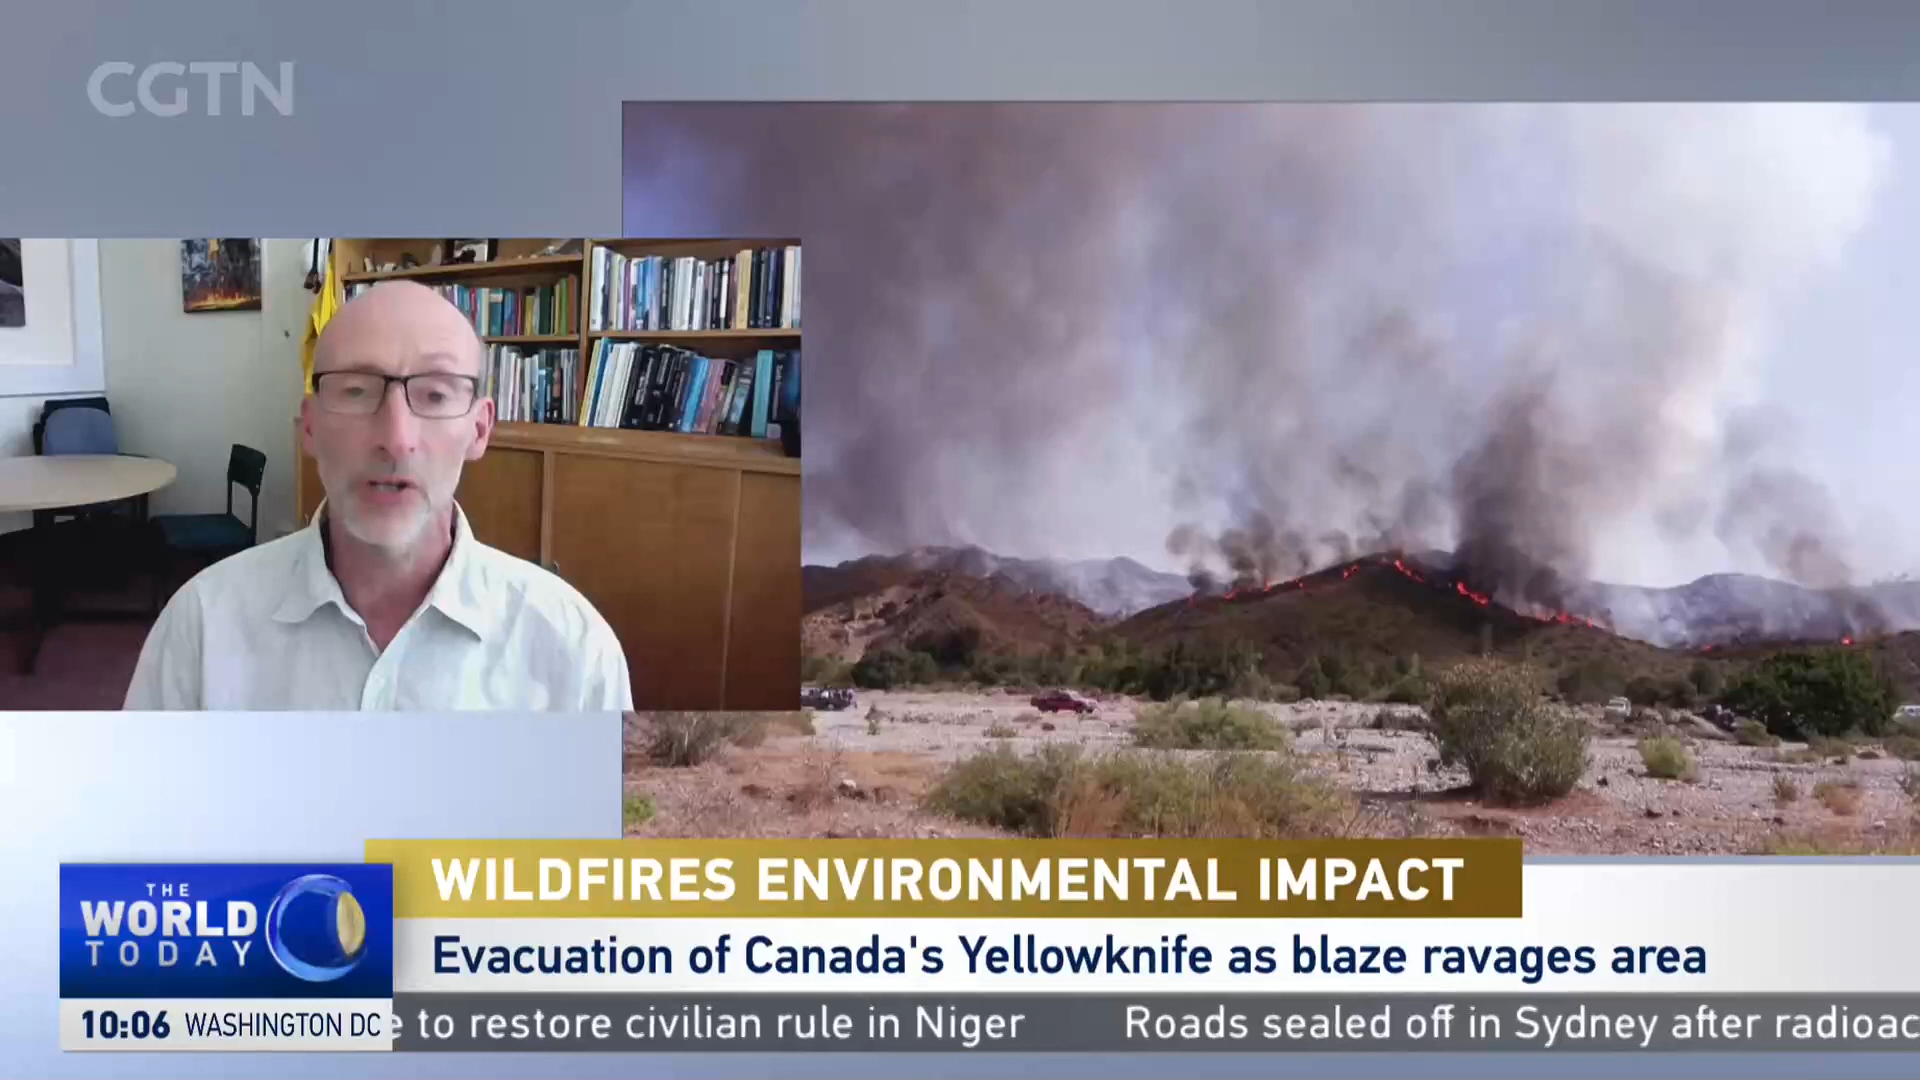 CGTN
WILDFIRES ENVIRONMENTAL IMPACT
THE
WORLD
TODAY
Evacuation of Canada's Yellowknife as blaze ravages area
10:06 WASHINGTON DC
e to restore civilian rule in Niger Roads sealed off in Sydney after radioac